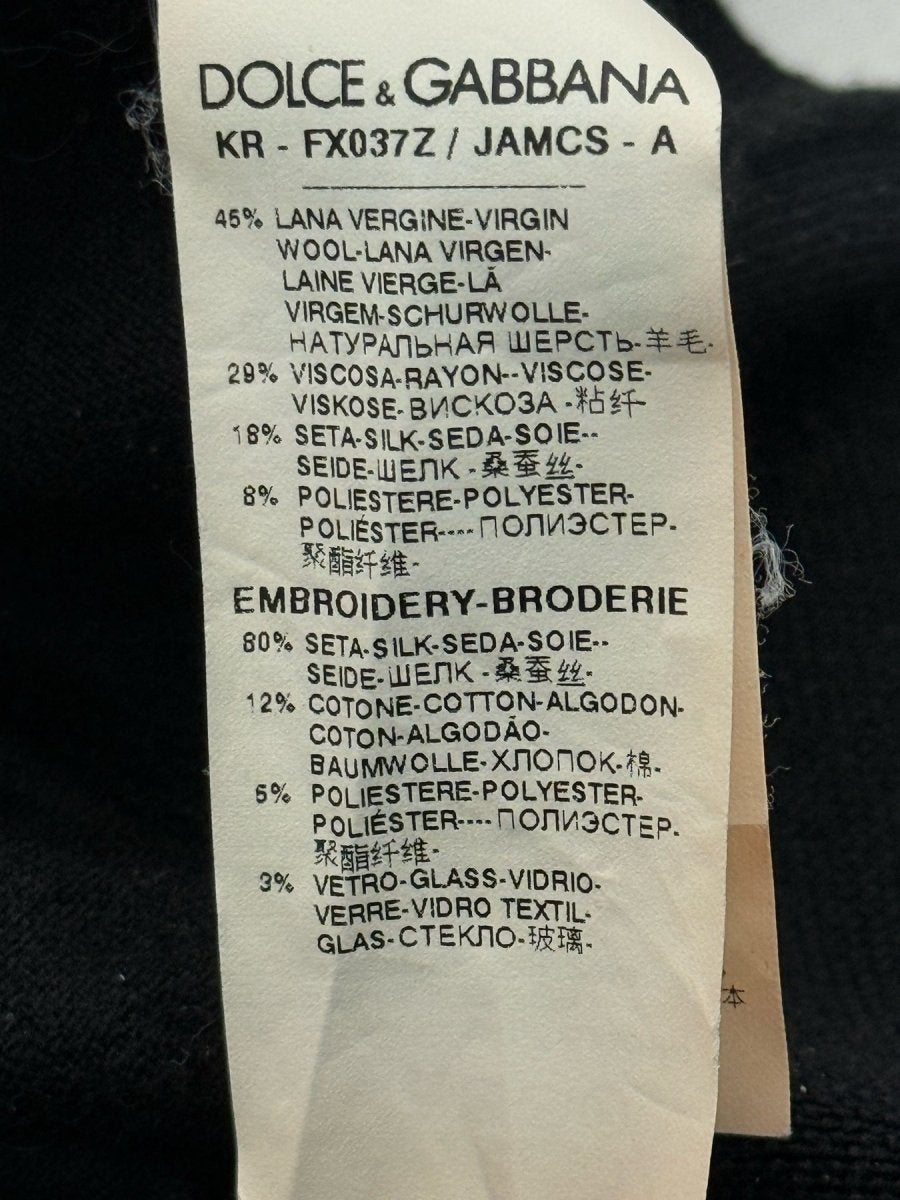 DOLCE & GABBANA
KR - FX037Z / JAMCS - A
45% LANA VERGINE-VIRGIN
WOOL-LANA VIRGEN-
LAINE VIERGE-LÃ
VIRGEM-SCHURWOLLE-
НАТУРАЛЬНАЯ ШЕРСТЬ-羊毛-
29% VISCOSA-RAYON--VISCOSE-
VISKOSE-ВИСКОЗА-粘纤-
18% SETA-SILK-SEDA-SOIE--
SEIDE-ШЕЛК-桑蚕丝-
8% POLIESTERE-POLYESTER-
POLIÉSTER----ПОЛИЭСТЕР-
聚酯纤维-
EMBROIDERY-BRODERIE
80% SETA-SILK-SEDA-SOIE--
SEIDE-ШЕЛК-桑蚕丝-
12% COTONE-COTTON-ALGODON-
COTON-ALGODÃO-
BAUMWOLLE-ХЛОПОК-棉-
5% POLIESTERE-POLYESTER-
POLIÉSTER----ПОЛИЭСТЕР-
聚酯纤维-
3% VETRO-GLASS-VIDRIO-
VERRE-VIDRO TEXTIL-
GLAS-СТЕКЛО-玻璃-
本